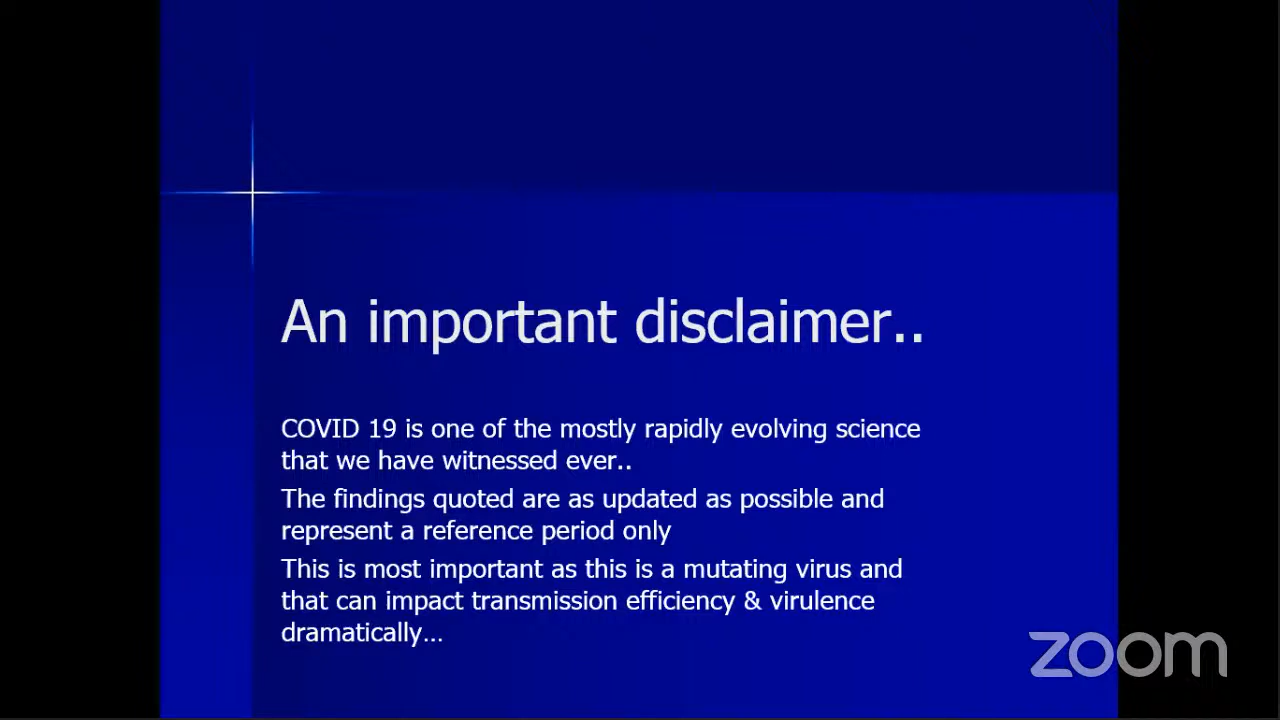 An important disclaimer..
COVID 19 is one of the mostly rapidly evolving science
that we have witnessed ever..
The findings quoted are as updated as possible and
represent a reference period only
This is most important as this is a mutating virus and
that can impact transmission efficiency & virulence
dramatically...
zoom